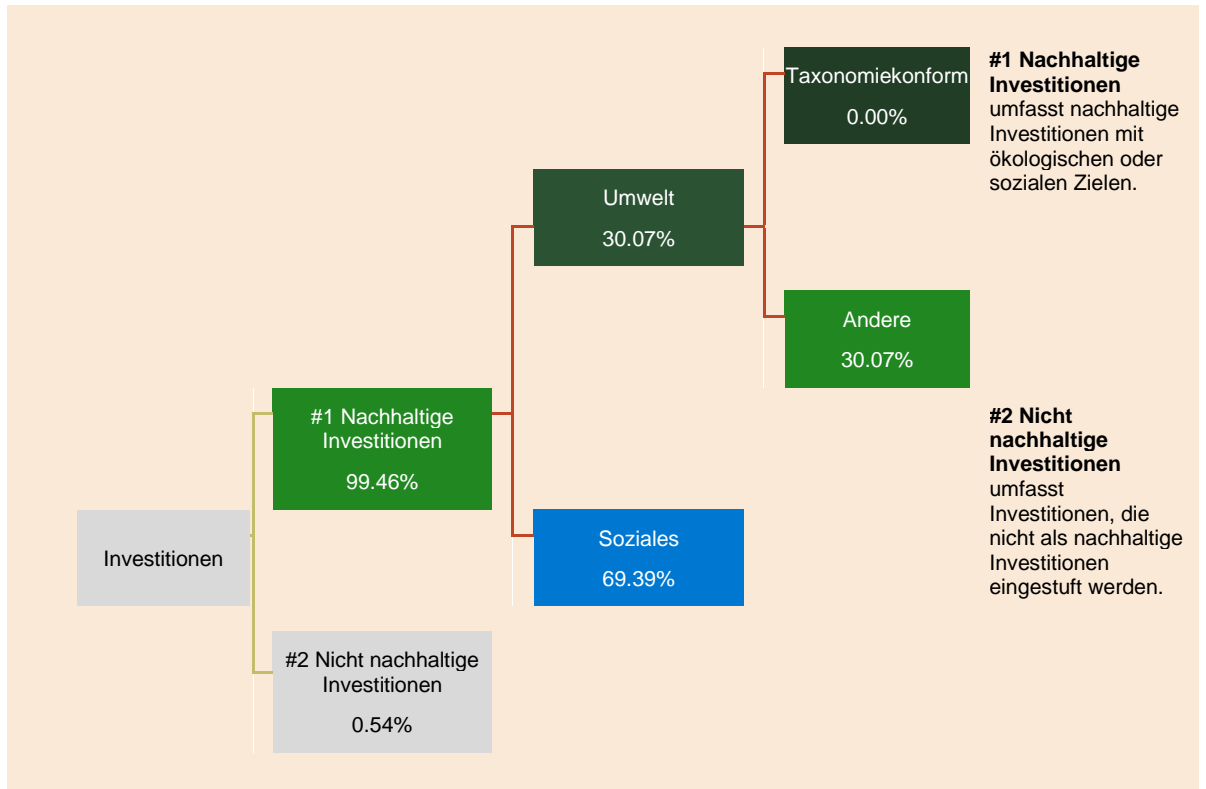 Taxonomiekonform
0.00%
#1 Nachhaltige
Investitionen
umfasst nachhaltige
Investitionen mit
ökologischen oder
sozialen Zielen.
Umwelt
30.07%
Andere
30.07%
#1 Nachhaltige
Investitionen
99.46%
#2 Nicht
nachhaltige
Investitionen
umfasst
Investitionen, die
nicht als nachhaltige
Investitionen
eingestuft werden.
Investitionen
Soziales
69.39%
#2 Nicht nachhaltige
Investitionen
0.54%